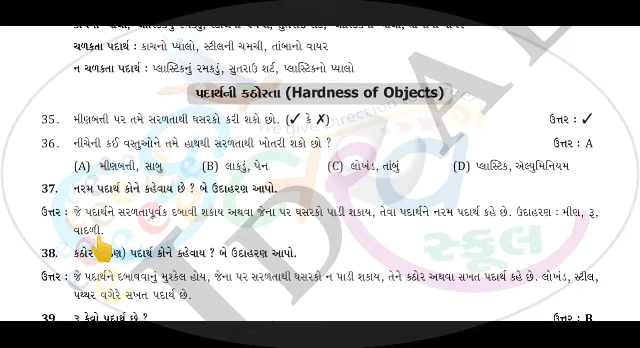 ચળકતા પદાર્થ : કાચનો પ્યાલો, સ્ટીલની ચમચી, તાંબાનો વાયર
ન ચળકતા પદાર્થ : પ્લાસ્ટિકનું રમકડું, સુતરાઉ શર્ટ, પ્લાસ્ટિકનો પ્યાલો
પદાર્થની કઠોરતા (Hardness of Objects)
35. મીણબત્તી પર તમે સરળતાથી ઘસરકો કરી શકો છો. (✓ કે ✗) ઉત્તર : ✓
36. નીચેની કઈ વસ્તુઓને તમે હાથથી સરળતાથી ખોતરી શકો છો ? ઉત્તર : A
(A) મીણબત્તી, સાબુ (B) લાકડું, પેન (C) લોખંડ, તાંબું (D) પ્લાસ્ટિક, એલ્યુમિનિયમ
37. નરમ પદાર્થ કોને કહેવાય છે ? બે ઉદાહરણ આપો.
ઉત્તર : જે પદાર્થને સરળતાપૂર્વક દબાવી શકાય અથવા જેના પર ઘસરકો પાડી શકાય, તેવા પદાર્થને નરમ પદાર્થ કહે છે. ઉદાહરણ : મીણ, રૂ,
વાદળી.
38. કઠોર પદાર્થ કોને કહેવાય ? બે ઉદાહરણ આપો.
ઉત્તર : જે પદાર્થને દબાવવાનું મુશ્કેલ હોય, જેના પર સરળતાથી ઘસરકો ન પાડી શકાય, તેને કઠોર અથવા સખત પદાર્થ કહે છે. લોખંડ, સ્ટીલ,
પથ્થર વગેરે સખત પદાર્થ છે.
39. રૂ કેવો પદાર્થ છે ? ઉત્તર : B
સ્કૂલ